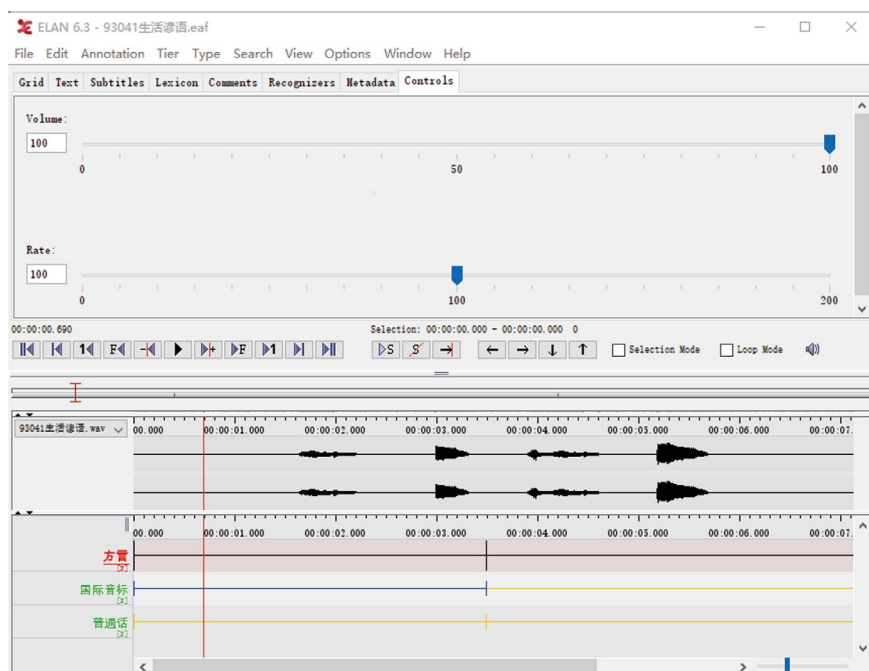 ELAN 6.3 - 93041生活谚语.eaf
File Edit Annotation Tier Type Search View Options Window Help
Grid Text Subtitles Lexicon Comments Recognizers Metadata Controls
Volume:
100
0 50 100
Rate:
100
0 100 200
00:00:00.690 Selection: 00:00:00.000 - 00:00:00.000 0
1 F -+ F 1 S S Selection Mode Loop Mode
93041生活谚语.wav 00.000 00:00:01.000 00:00:02.000 00:00:03.000 00:00:04.000 00:00:05.000 00:00:06.000 00:00:07.
00.000 00:00:01.000 00:00:02.000 00:00:03.000 00:00:04.000 00:00:05.000 00:00:06.000 00:00:07.
方言
国际音标
普通话